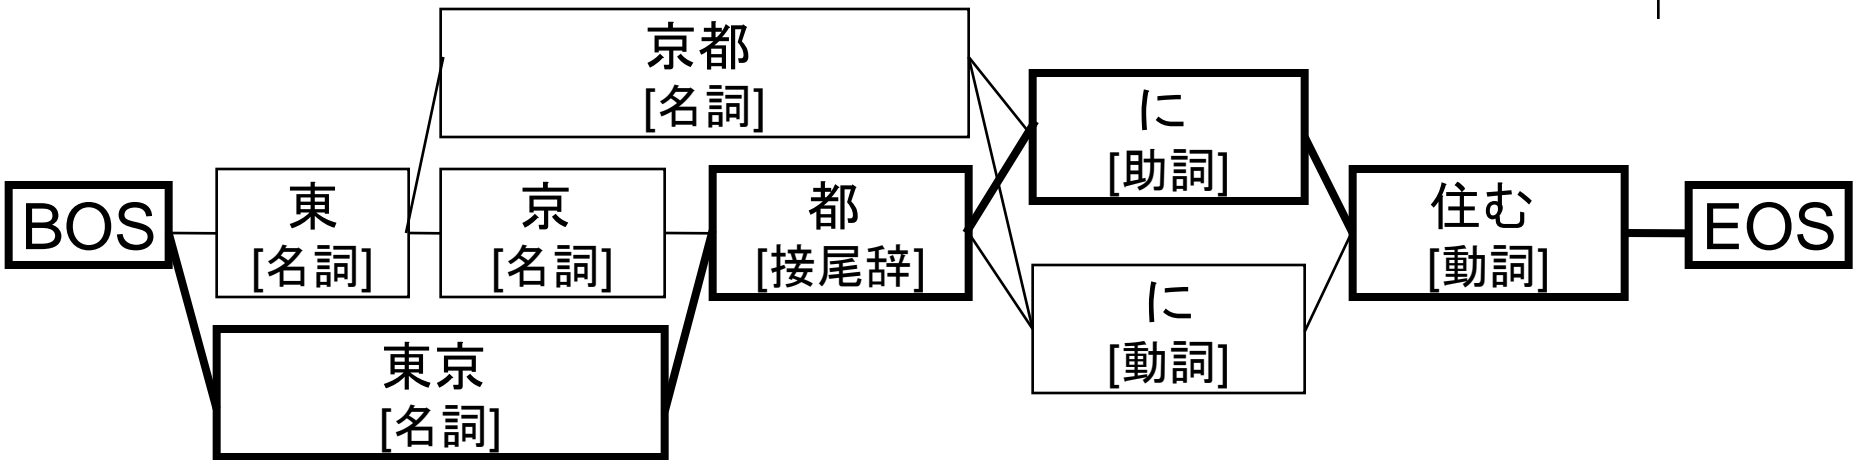 京都
[名詞]
に
[助詞]
BOS
東
[名詞]
京
[名詞]
都
[接尾辞]
住む
[動詞]
EOS
に
[動詞]
東京
[名詞]